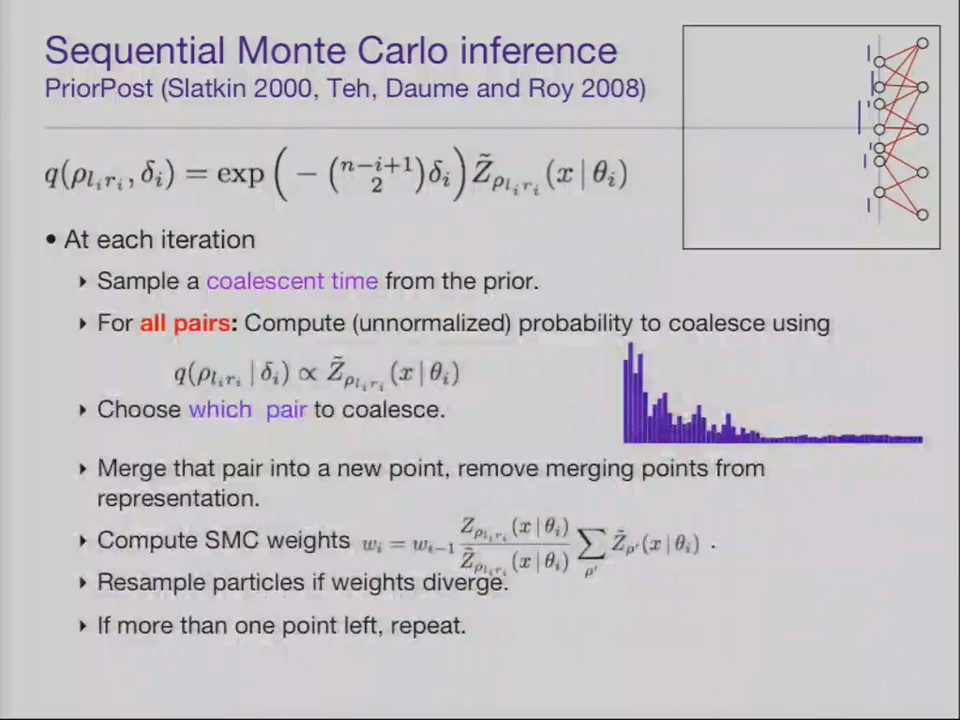 Sequential Monte Carlo inference
PriorPost (Slatkin 2000, Teh, Daume and Roy 2008)
q(ρ_{l_i r_i}, δ_i) = exp( − (n−i+1 2) δ_i ) Z̃_{ρ_{l_i r_i}} (x | θ_i)
• At each iteration
‣ Sample a coalescent time from the prior.
‣ For all pairs: Compute (unnormalized) probability to coalesce using
q(ρ_{l_i r_i} | δ_i) ∝ Z̃_{ρ_{l_i r_i}} (x | θ_i)
‣ Choose which pair to coalesce.
‣ Merge that pair into a new point, remove merging points from
representation.
‣ Compute SMC weights w_i = w_{i−1} Z_{ρ_{l_i r_i}} (x | θ_i) / Z̃_{ρ_{l_i r_i}} (x | θ_i) ∑_{ρ'} Z̃_{ρ'} (x | θ_i) .
‣ Resample particles if weights diverge.
‣ If more than one point left, repeat.